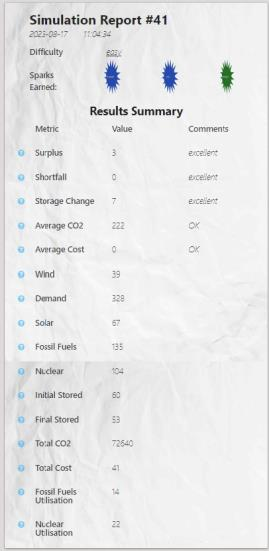 Simulation Report #41
2023-08-17 11:04:34
Difficulty easy
Sparks
Earned:
Results Summary
Metric Value Comments
Surplus 3 excellent
Shortfall 0 excellent
Storage Change 7 excellent
Average CO2 222 OK
Average Cost 0 OK
Wind 39
Demand 328
Solar 67
Fossil Fuels 135
Nuclear 104
Initial Stored 60
Final Stored 53
Total CO2 72640
Total Cost 41
Fossil Fuels 14
Utilisation
Nuclear 22
Utilisation